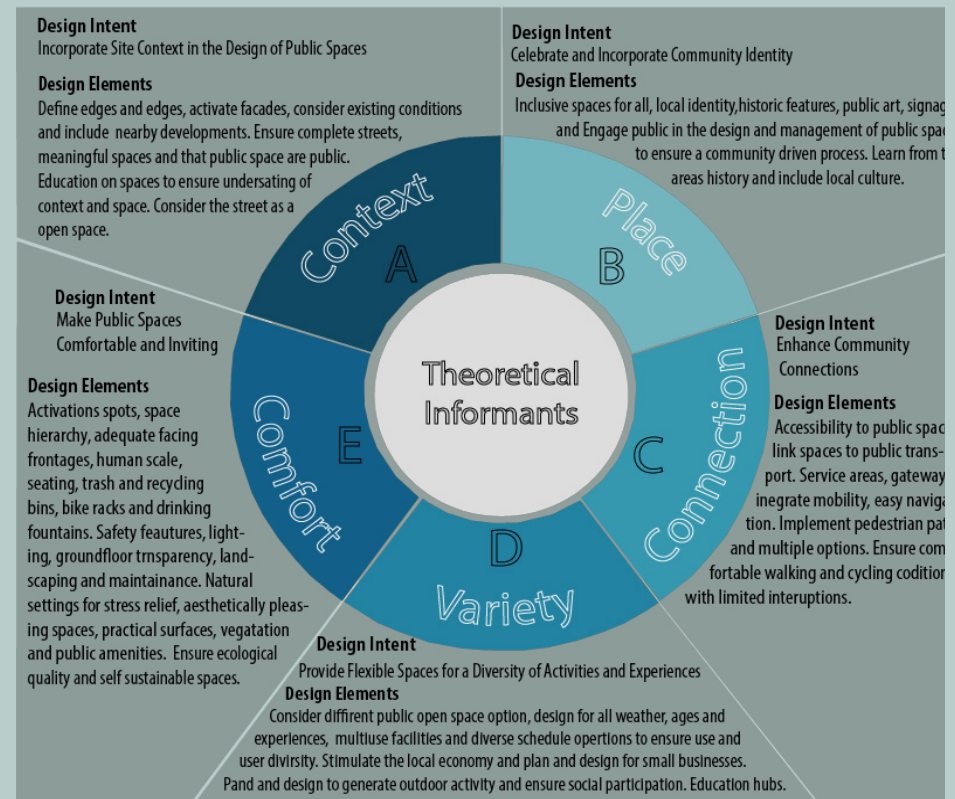 Design Intent
Incorporate Site Context in the Design of Public Spaces
Design Elements
Define edges and edges, activate facades, consider existing conditions
and include nearby developments. Ensure complete streets,
meaningful spaces and that public space are public.
Education on spaces to ensure undersating of
context and space. Consider the street as a
open space.
Design Intent
Celebrate and Incorporate Community Identity
Design Elements
Inclusive spaces for all, local identity,historic features, public art, signag
and Engage public in the design and management of public spac
to ensure a community driven process. Learn from t
areas history and include local culture.
Context
A
Place
B
Design Intent
Make Public Spaces
Comfortable and Inviting
Design Elements
Activations spots, space
hierarchy, adequate facing
frontages, human scale,
seating, trash and recycling
bins, bike racks and drinking
fountains. Safety feautures, light-
ing, groundfloor trnsparency, land-
scaping and maintainance. Natural
settings for stress relief, aesthetically pleas-
ing spaces, practical surfaces, vegatation
and public amenities. Ensure ecological
quality and self sustainable spaces.
Comfort
E
Theoretical
Informants
Connection
C
Design Intent
Enhance Community
Connections
Design Elements
Accessibility to public spac
link spaces to public trans-
port. Service areas, gateway
inegrate mobility, easy naviga
tion. Implement pedestrian pat
and multiple options. Ensure com
fortable walking and cycling codition
with limited interuptions.
D
Variety
Design Intent
Provide Flexible Spaces for a Diversity of Activities and Experiences
Design Elements
Consider diffirent public open space option, design for all weather, ages and
experiences, multiuse facilities and diverse schedule opertions to ensure use and
user divirsity. Stimulate the local economy and plan and design for small businesses.
Pand and design to generate outdoor activity and ensure social participation. Education hubs.